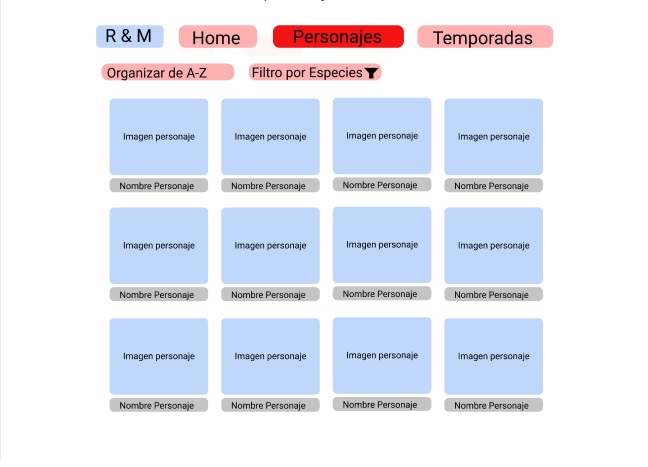 R & M Home Personajes Temporadas
Organizar de A-Z Filtro por Especies
Imagen personaje Imagen personaje Imagen personaje Imagen personaje
Nombre Personaje Nombre Personaje Nombre Personaje Nombre Personaje
Imagen personaje Imagen personaje Imagen personaje Imagen personaje
Nombre Personaje Nombre Personaje Nombre Personaje Nombre Personaje
Imagen personaje Imagen personaje Imagen personaje Imagen personaje
Nombre Personaje Nombre Personaje Nombre Personaje Nombre Personaje